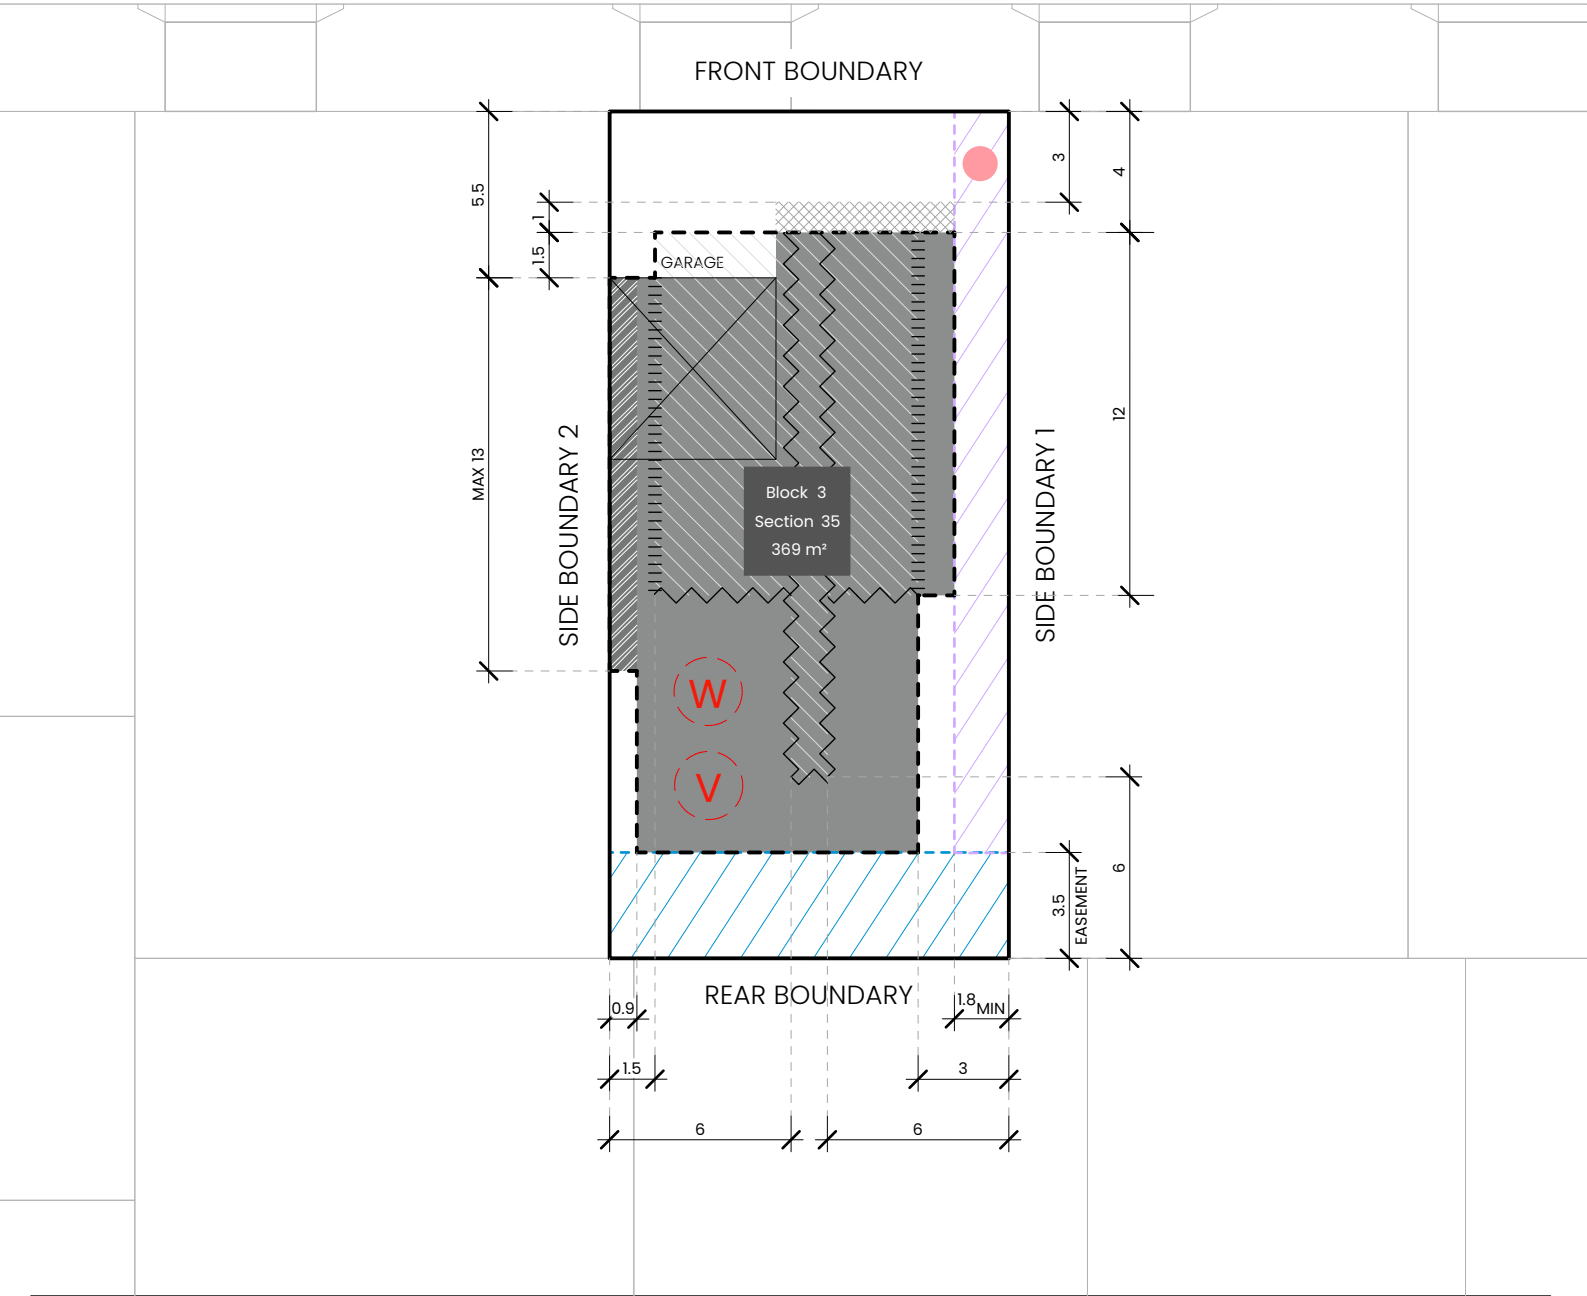 FRONT BOUNDARY
5.5
1
1.5
3
4
GARAGE
12
MAX 13
SIDE BOUNDARY 2
SIDE BOUNDARY 1
Block 3
Section 35
369 m²
W
V
6
3.5
EASEMENT
REAR BOUNDARY
0.9
1.8 MIN
1.5
3
6
6